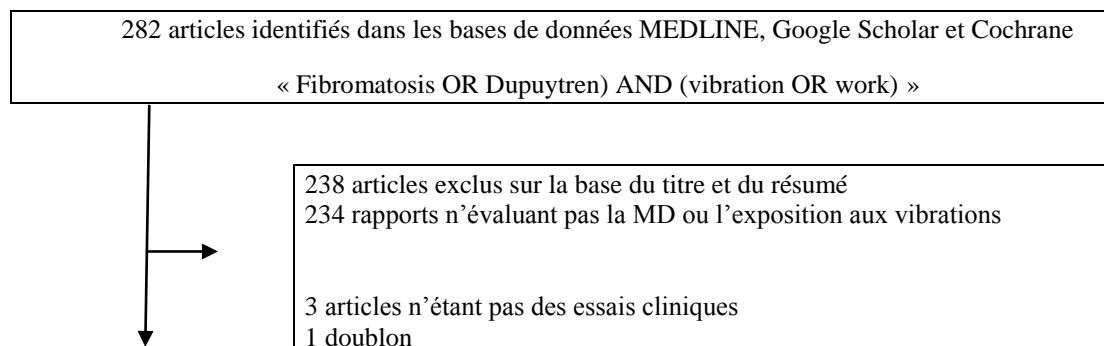 282 articles identifiés dans les bases de données MEDLINE, Google Scholar et Cochrane
« Fibromatosis OR Dupuytren) AND (vibration OR work) »
238 articles exclus sur la base du titre et du résumé
234 rapports n’évaluant pas la MD ou l’exposition aux vibrations
3 articles n’étant pas des essais cliniques
1 doublon